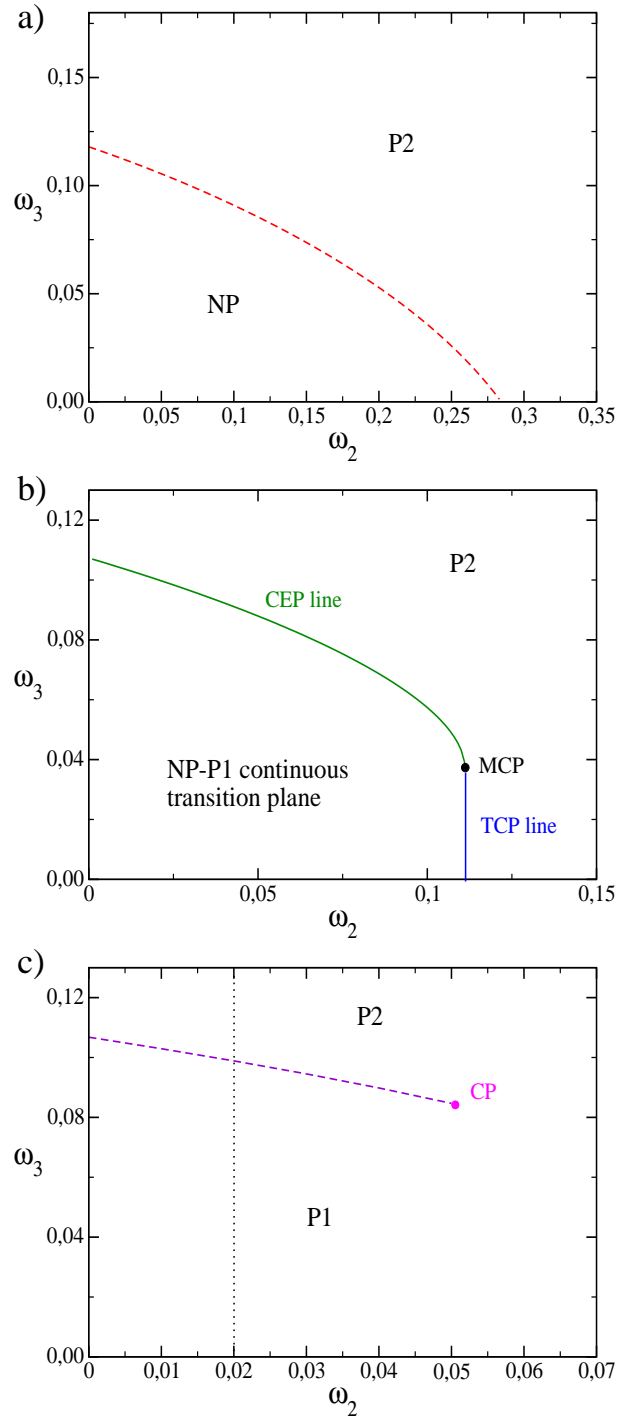 a)
0,15
P2
0,10
ω3
NP
0,05
0,00
0 0,05 0,1 0,15 0,2 0,25 0,3 0,35
ω2
b)
0,12
P2
CEP line
0,08
ω3
0,04
MCP
NP-P1 continuous
transition plane
TCP line
0,00
0 0,05 0,1 0,15
ω2
c)
0,12
P2
0,08
CP
ω3
P1
0,04
0,00
0 0,01 0,02 0,03 0,04 0,05 0,06 0,07
ω2